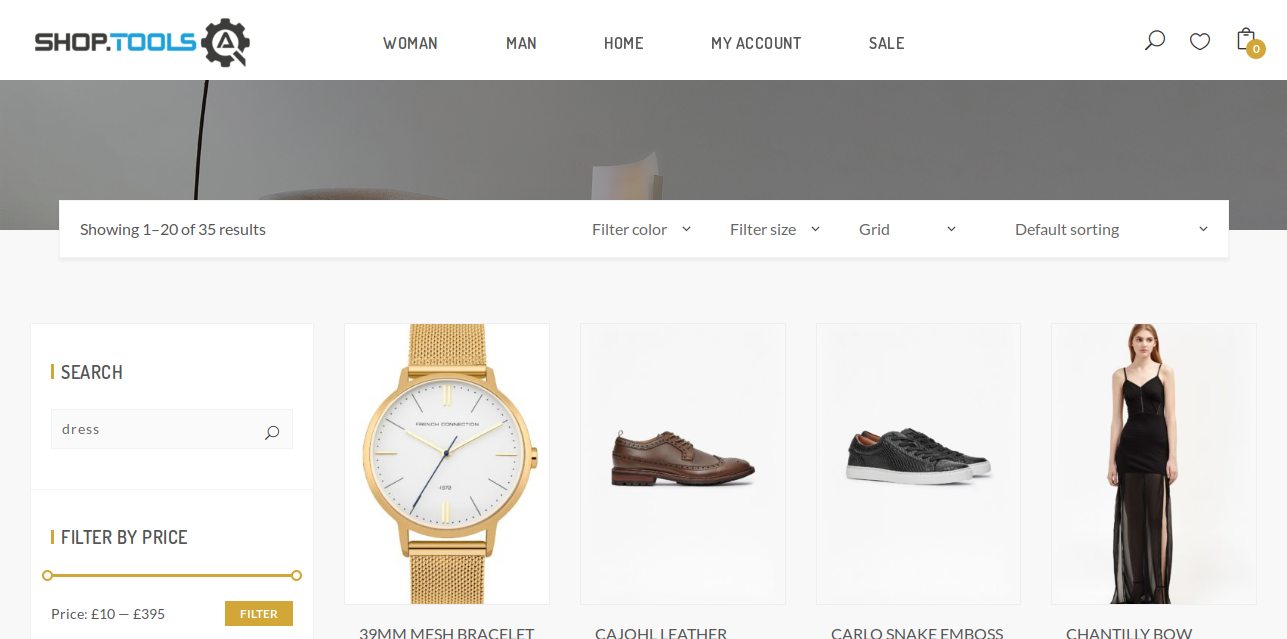 SHOP.TOOLS
WOMAN MAN HOME MY ACCOUNT SALE
0
Showing 1–20 of 35 results Filter color Filter size Grid Default sorting
SEARCH
dress
FILTER BY PRICE
Price: £10 — £395 FILTER
FRENCH CONNECTION
1972
39MM MESH BRACELET CAJOHL LEATHER CARLO SNAKE EMBOSS CHANTILLY BOW